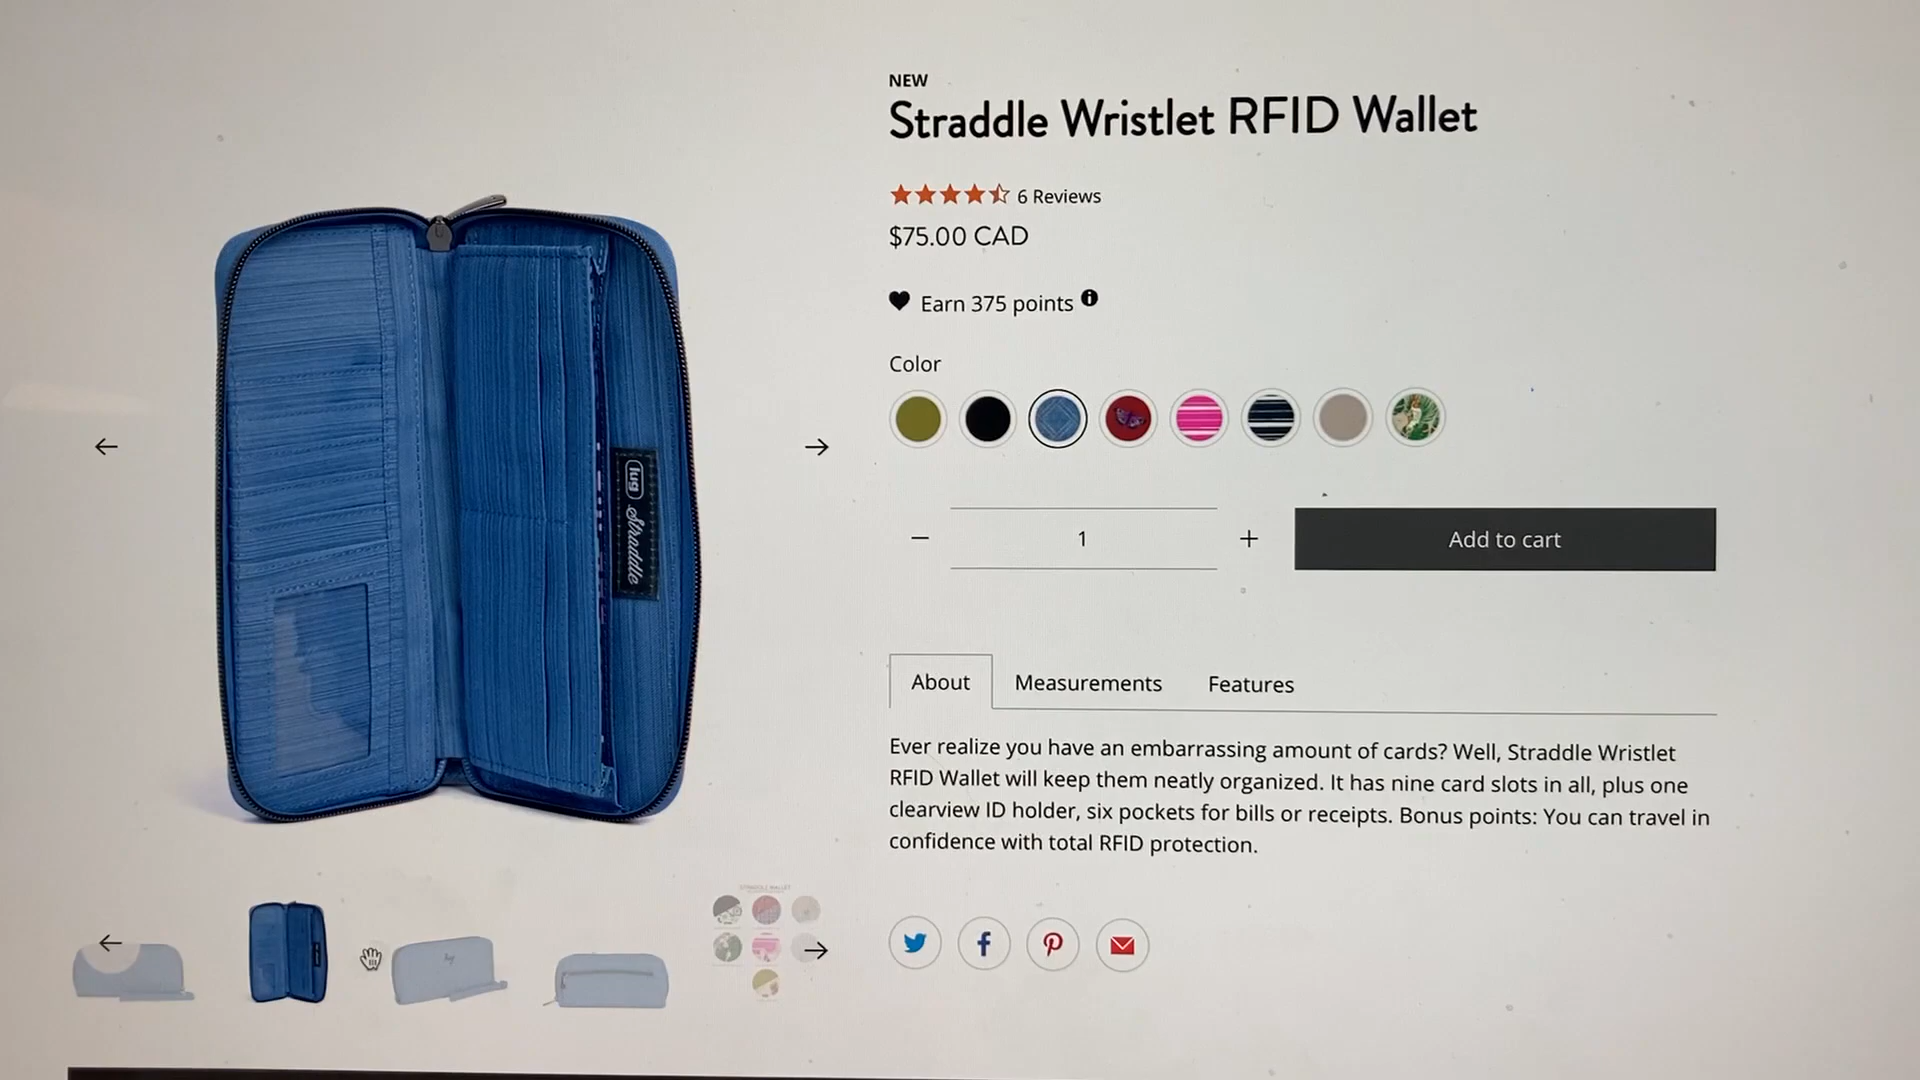 NEW
Straddle Wristlet RFID Wallet
6 Reviews
$75.00 CAD
Earn 375 points
Color
lug
Straddle
1
Add to cart
About
Measurements
Features
Ever realize you have an embarrassing amount of cards? Well, Straddle Wristlet
RFID Wallet will keep them neatly organized. It has nine card slots in all, plus one
clearview ID holder, six pockets for bills or receipts. Bonus points: You can travel in
confidence with total RFID protection.
STRADDLE WALLET